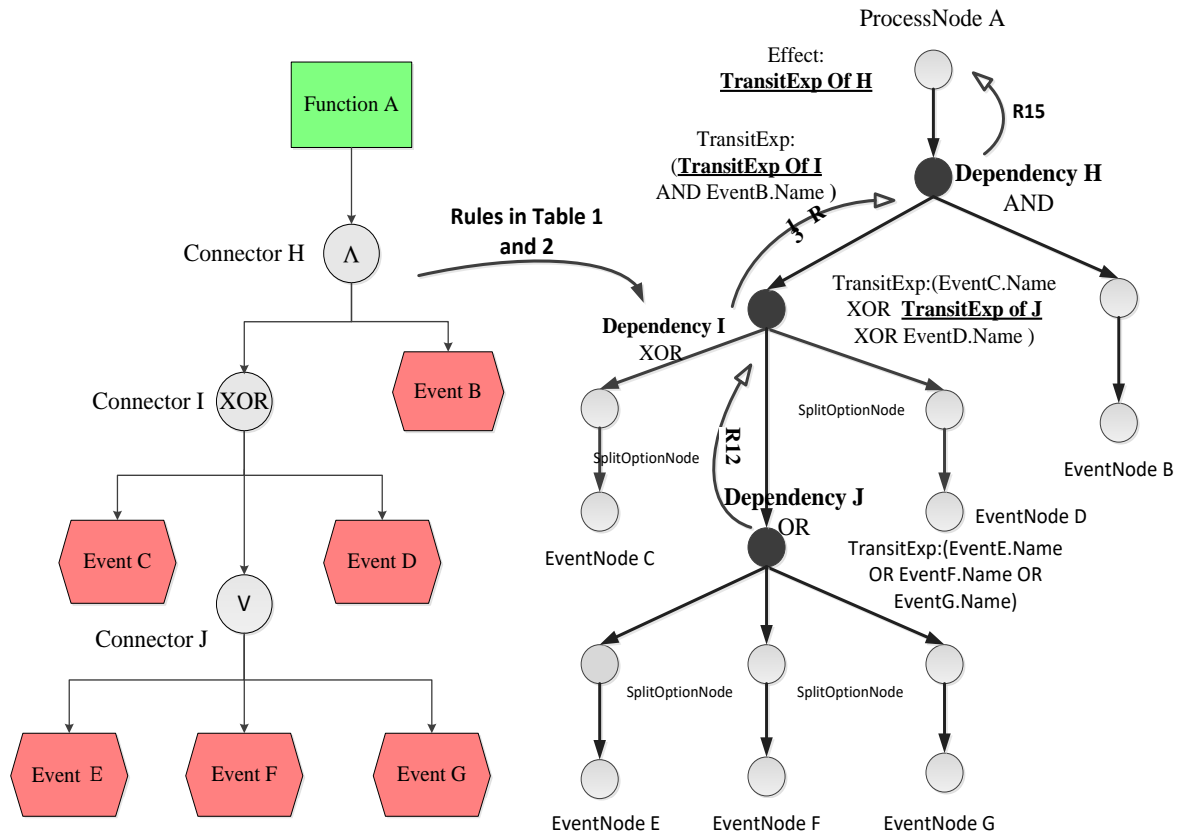 Function A
Connector H
Λ
Connector I
XOR
Event B
Event C
Event D
V
Connector J
Event E
Event F
Event G
Rules in Table 1
and 2
ProcessNode A
Effect:
TransitExp Of H
R15
TransitExp:
(TransitExp Of I
AND EventB.Name )
Dependency H
AND
R
13
TransitExp:(EventC.Name
XOR TransitExp of J
XOR EventD.Name )
Dependency I
XOR
SplitOptionNode
SplitOptionNode
R12
EventNode B
Dependency J
OR
EventNode C
EventNode D
TransitExp:(EventE.Name
OR EventF.Name OR
EventG.Name)
SplitOptionNode
SplitOptionNode
EventNode E
EventNode F
EventNode G